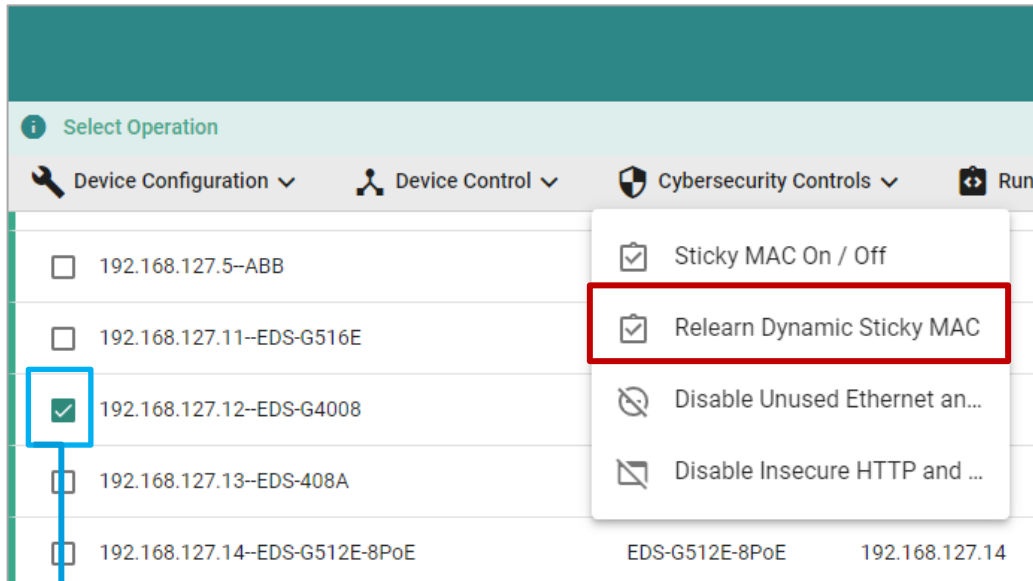 Select Operation
Device Configuration Device Control Cybersecurity Controls Run
192.168.127.5--ABB
Sticky MAC On / Off
192.168.127.11--EDS-G516E
Relearn Dynamic Sticky MAC
192.168.127.12--EDS-G4008
Disable Unused Ethernet an...
192.168.127.13--EDS-408A
Disable Insecure HTTP and ...
192.168.127.14--EDS-G512E-8PoE EDS-G512E-8PoE 192.168.127.14